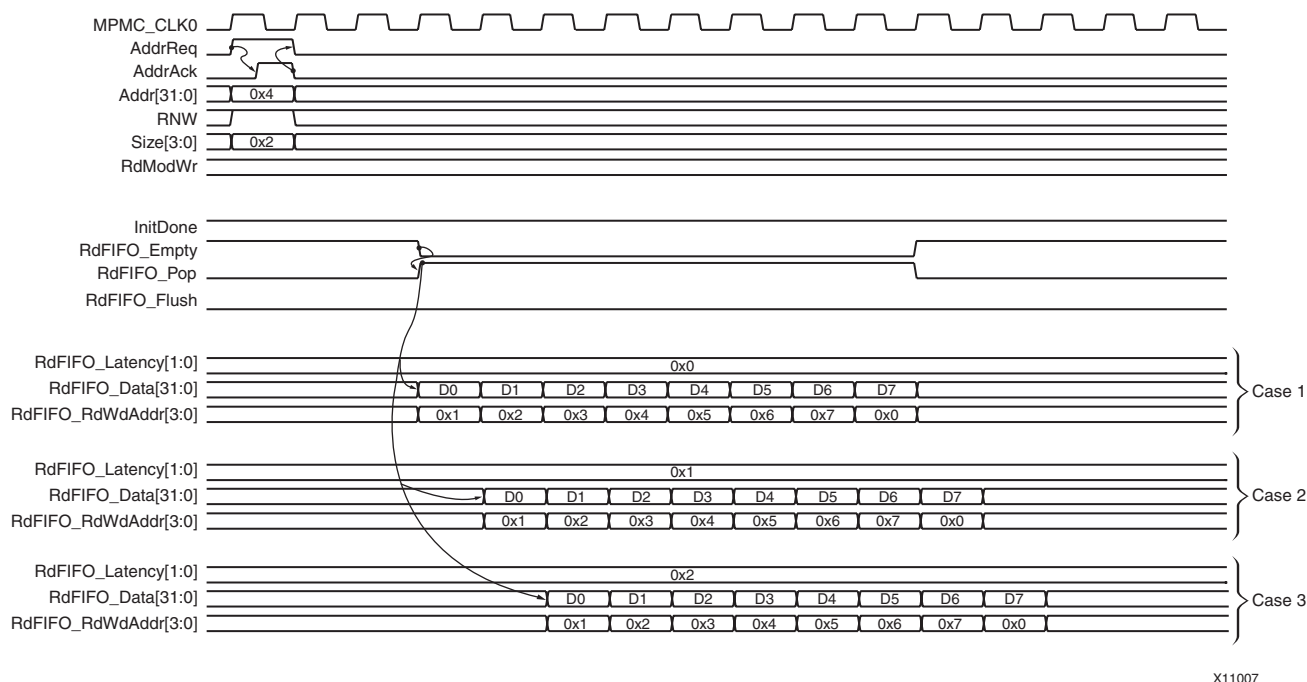 MPMC_CLK0
AddrReq
AddrAck
Addr[31:0] 0x4
RNW
Size[3:0] 0x2
RdModWr
InitDone
RdFIFO_Empty
RdFIFO_Pop
RdFIFO_Flush
RdFIFO_Latency[1:0] 0x0
RdFIFO_Data[31:0] D0 D1 D2 D3 D4 D5 D6 D7 Case 1
RdFIFO_RdWdAddr[3:0] 0x1 0x2 0x3 0x4 0x5 0x6 0x7 0x0
RdFIFO_Latency[1:0] 0x1
RdFIFO_Data[31:0] D0 D1 D2 D3 D4 D5 D6 D7 Case 2
RdFIFO_RdWdAddr[3:0] 0x1 0x2 0x3 0x4 0x5 0x6 0x7 0x0
RdFIFO_Latency[1:0] 0x2
RdFIFO_Data[31:0] D0 D1 D2 D3 D4 D5 D6 D7 Case 3
RdFIFO_RdWdAddr[3:0] 0x1 0x2 0x3 0x4 0x5 0x6 0x7 0x0
X11007